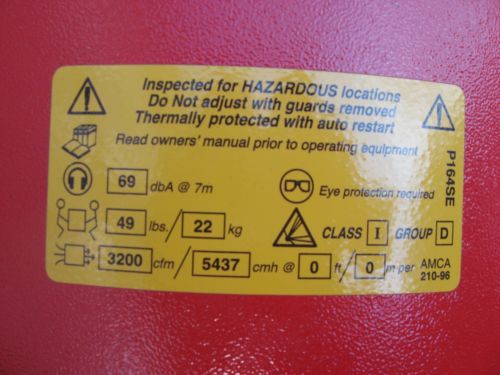 Inspected for HAZARDOUS locations
Do Not adjust with guards removed
Thermally protected with auto restart
Read owners' manual prior to operating equipment
69 dbA @ 7m
Eye protection required
49 lbs./ 22 kg
CLASS I GROUP D
3200 cfm/ 5437 cmh @ 0 ft/ 0 m per AMCA 210-96
P164SE